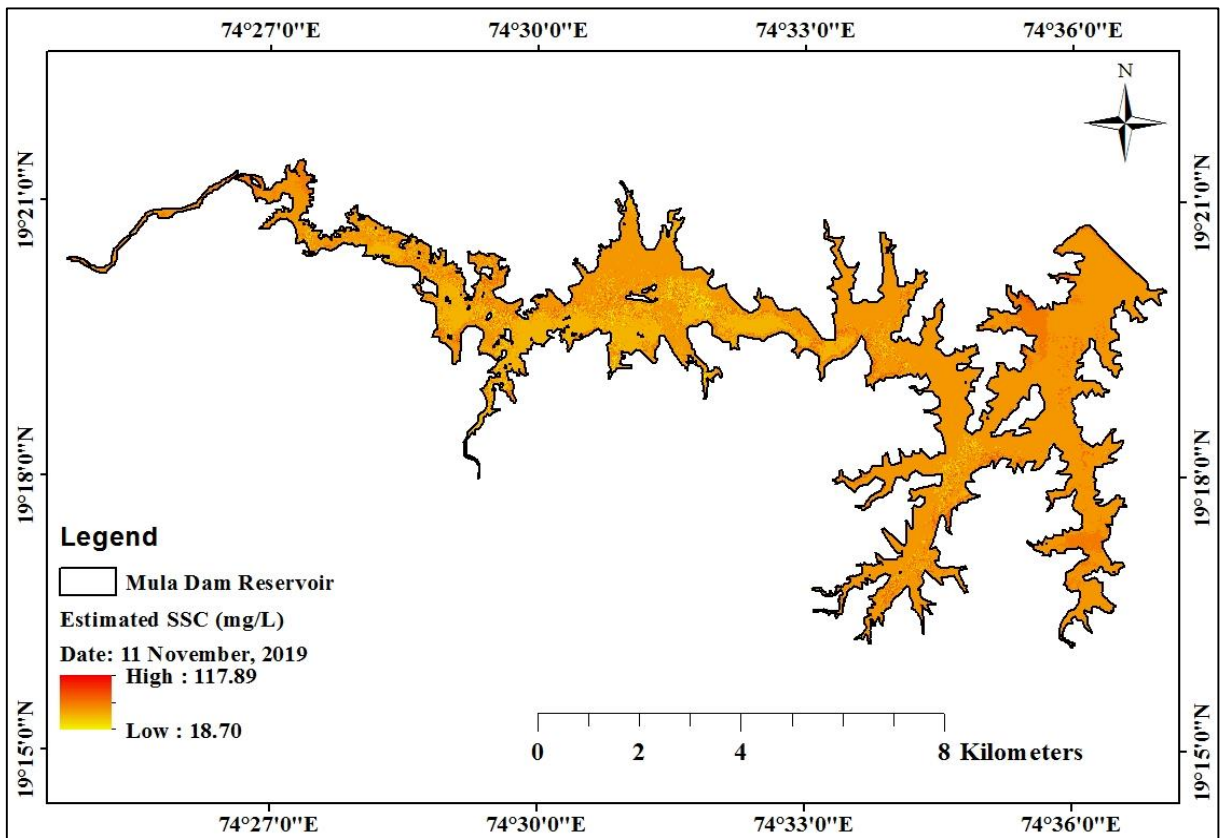 74°27'0"E 74°30'0"E 74°33'0"E 74°36'0"E
N
19°21'0"N 19°21'0"N
19°18'0"N 19°18'0"N
Legend
Mula Dam Reservoir
Estimated SSC (mg/L)
Date: 11 November, 2019
High : 117.89
Low : 18.70
0 2 4 8 Kilometers
19°15'0"N 19°15'0"N
74°27'0"E 74°30'0"E 74°33'0"E 74°36'0"E